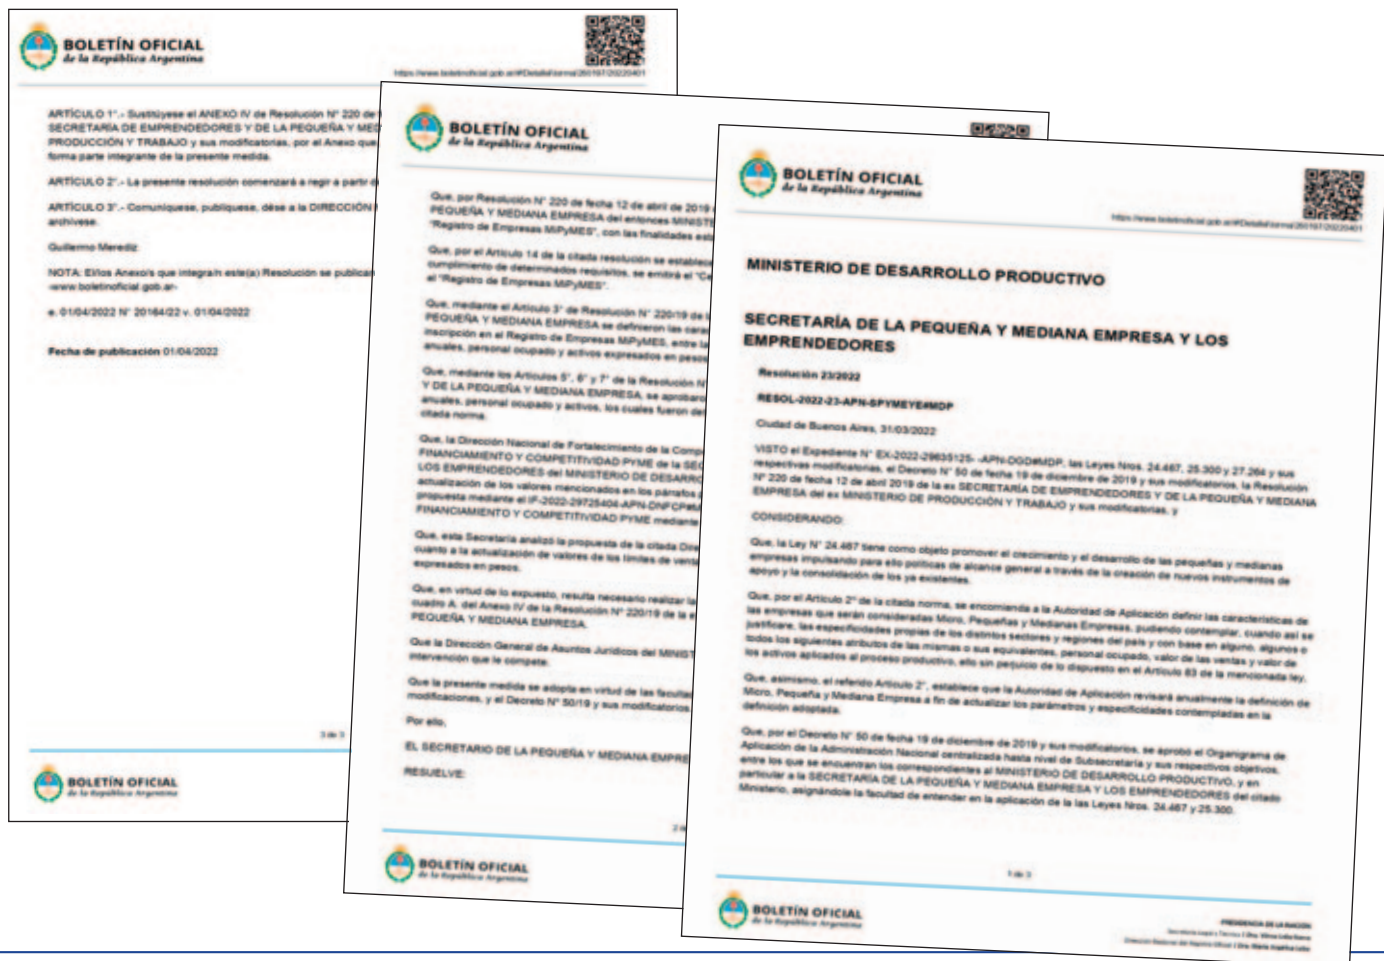 BOLETÍN OFICIAL
de la República Argentina
ARTÍCULO 1°.- Sustitúyese el ANEXO IV de Resolución N° 220 de
SECRETARÍA DE EMPRENDEDORES Y DE LA PEQUEÑA Y MED
PRODUCCIÓN Y TRABAJO y sus modificatorias, por el Anexo que
forma parte integrante de la presente medida.
ARTÍCULO 2°.- La presente resolución comenzará a regir a partir
ARTÍCULO 3°.- Comuníquese, publíquese, dése a la DIRECCIÓN
archívese.
Guillermo Merediz
NOTA: El/los Anexo/s que integra/n este(a) Resolución se publican
-www.boletinoficial.gob.ar-
e. 01/04/2022 N° 20164/22 v. 01/04/2022
Fecha de publicación 01/04/2022
3 de 3
BOLETÍN OFICIAL
de la República Argentina
BOLETÍN OFICIAL
de la República Argentina
Que, por Resolución N° 220 de fecha 12 de abril de 2019
PEQUEÑA Y MEDIANA EMPRESA del entonces MINISTE
"Registro de Empresas MiPyMES", con las finalidades est
Que, por el Artículo 14 de la citada resolución se establece
cumplimiento de determinados requisitos, se emitirá el "Ce
el "Registro de Empresas MiPyMES".
Que, mediante el Artículo 3° de Resolución N° 220/19 de
PEQUEÑA Y MEDIANA EMPRESA se definieron las cara
inscripción en el Registro de Empresas MiPyMES, entre la
anuales, personal ocupado y activos expresados en pesos
Que, mediante los Artículos 5°, 6° y 7° de la Resolución N
Y DE LA PEQUEÑA Y MEDIANA EMPRESA, se aprobaro
anuales, personal ocupado y activos, los cuales fueron de
citada norma.
Que, la Dirección Nacional de Fortalecimiento de la Comp
FINANCIAMIENTO Y COMPETITIVIDAD PYME de la SEC
LOS EMPRENDEDORES del MINISTERIO DE DESARRO
actualización de los valores mencionados en los párrafos
propuesta mediante el IF-2022-29725404-APN-DNFCP#M
FINANCIAMIENTO Y COMPETITIVIDAD PYME mediante
Que, esta Secretaría analizó la propuesta de la citada Dire
cuanto a la actualización de valores de los límites de vent
expresados en pesos.
Que, en virtud de lo expuesto, resulta necesario realizar la
cuadro A. del Anexo IV de la Resolución N° 220/19 de la e
PEQUEÑA Y MEDIANA EMPRESA.
Que la Dirección General de Asuntos Jurídicos del MINIST
intervención que le compete.
Que la presente medida se adopta en virtud de las faculta
modificaciones, y el Decreto N° 50/19 y sus modificatorios
Por ello,
EL SECRETARIO DE LA PEQUEÑA Y MEDIANA EMPRE
RESUELVE:
BOLETÍN OFICIAL
de la República Argentina
BOLETÍN OFICIAL
de la República Argentina
MINISTERIO DE DESARROLLO PRODUCTIVO
SECRETARÍA DE LA PEQUEÑA Y MEDIANA EMPRESA Y LOS
EMPRENDEDORES
Resolución 23/2022
RESOL-2022-23-APN-SPYMEYE#MDP
Ciudad de Buenos Aires, 31/03/2022
VISTO el Expediente N° EX-2022-29635125- -APN-DGD#MDP, las Leyes Nros. 24.467, 25.300 y 27.264 y sus
respectivas modificatorias, el Decreto N° 50 de fecha 19 de diciembre de 2019 y sus modificatorios, la Resolución
N° 220 de fecha 12 de abril 2019 de la ex SECRETARÍA DE EMPRENDEDORES Y DE LA PEQUEÑA Y MEDIANA
EMPRESA del ex MINISTERIO DE PRODUCCIÓN Y TRABAJO y sus modificatorias, y
CONSIDERANDO:
Que, la Ley N° 24.467 tiene como objeto promover el crecimiento y el desarrollo de las pequeñas y medianas
empresas impulsando para ello políticas de alcance general a través de la creación de nuevos instrumentos de
apoyo y la consolidación de los ya existentes.
Que, por el Artículo 2° de la citada norma, se encomienda a la Autoridad de Aplicación definir las características de
las empresas que serán consideradas Micro, Pequeñas y Medianas Empresas, pudiendo contemplar, cuando así se
justificare, las especificidades propias de los distintos sectores y regiones del país y con base en alguno, algunos o
todos los siguientes atributos de las mismas o sus equivalentes, personal ocupado, valor de las ventas y valor de
los activos aplicados al proceso productivo, ello sin perjuicio de lo dispuesto en el Artículo 83 de la mencionada ley.
Que, asimismo, el referido Artículo 2°, establece que la Autoridad de Aplicación revisará anualmente la definición de
Micro, Pequeña y Mediana Empresa a fin de actualizar los parámetros y especificidades contempladas en la
definición adoptada.
Que, por el Decreto N° 50 de fecha 19 de diciembre de 2019 y sus modificatorios, se aprobó el Organigrama de
Aplicación de la Administración Nacional centralizada hasta nivel de Subsecretaría y sus respectivos objetivos,
entre los que se encuentran los correspondientes al MINISTERIO DE DESARROLLO PRODUCTIVO, y en
particular a la SECRETARÍA DE LA PEQUEÑA Y MEDIANA EMPRESA Y LOS EMPRENDEDORES del citado
Ministerio, asignándole la facultad de entender en la aplicación de la las Leyes Nros. 24.467 y 25.300.
1 de 3
BOLETÍN OFICIAL
de la República Argentina
PRESIDENCIA DE LA NACIÓN